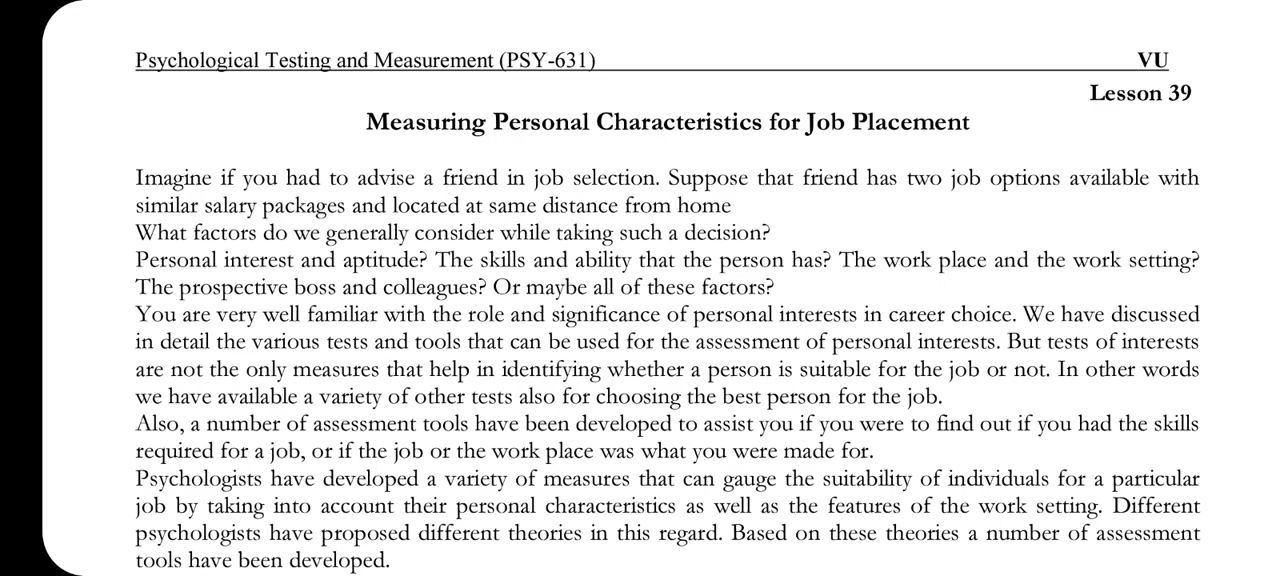 Psychological Testing and Measurement (PSY-631) VU
Lesson 39
Measuring Personal Characteristics for Job Placement
Imagine if you had to advise a friend in job selection. Suppose that friend has two job options available with
similar salary packages and located at same distance from home
What factors do we generally consider while taking such a decision?
Personal interest and aptitude? The skills and ability that the person has? The work place and the work setting?
The prospective boss and colleagues? Or maybe all of these factors?
You are very well familiar with the role and significance of personal interests in career choice. We have discussed
in detail the various tests and tools that can be used for the assessment of personal interests. But tests of interests
are not the only measures that help in identifying whether a person is suitable for the job or not. In other words
we have available a variety of other tests also for choosing the best person for the job.
Also, a number of assessment tools have been developed to assist you if you were to find out if you had the skills
required for a job, or if the job or the work place was what you were made for.
Psychologists have developed a variety of measures that can gauge the suitability of individuals for a particular
job by taking into account their personal characteristics as well as the features of the work setting. Different
psychologists have proposed different theories in this regard. Based on these theories a number of assessment
tools have been developed.